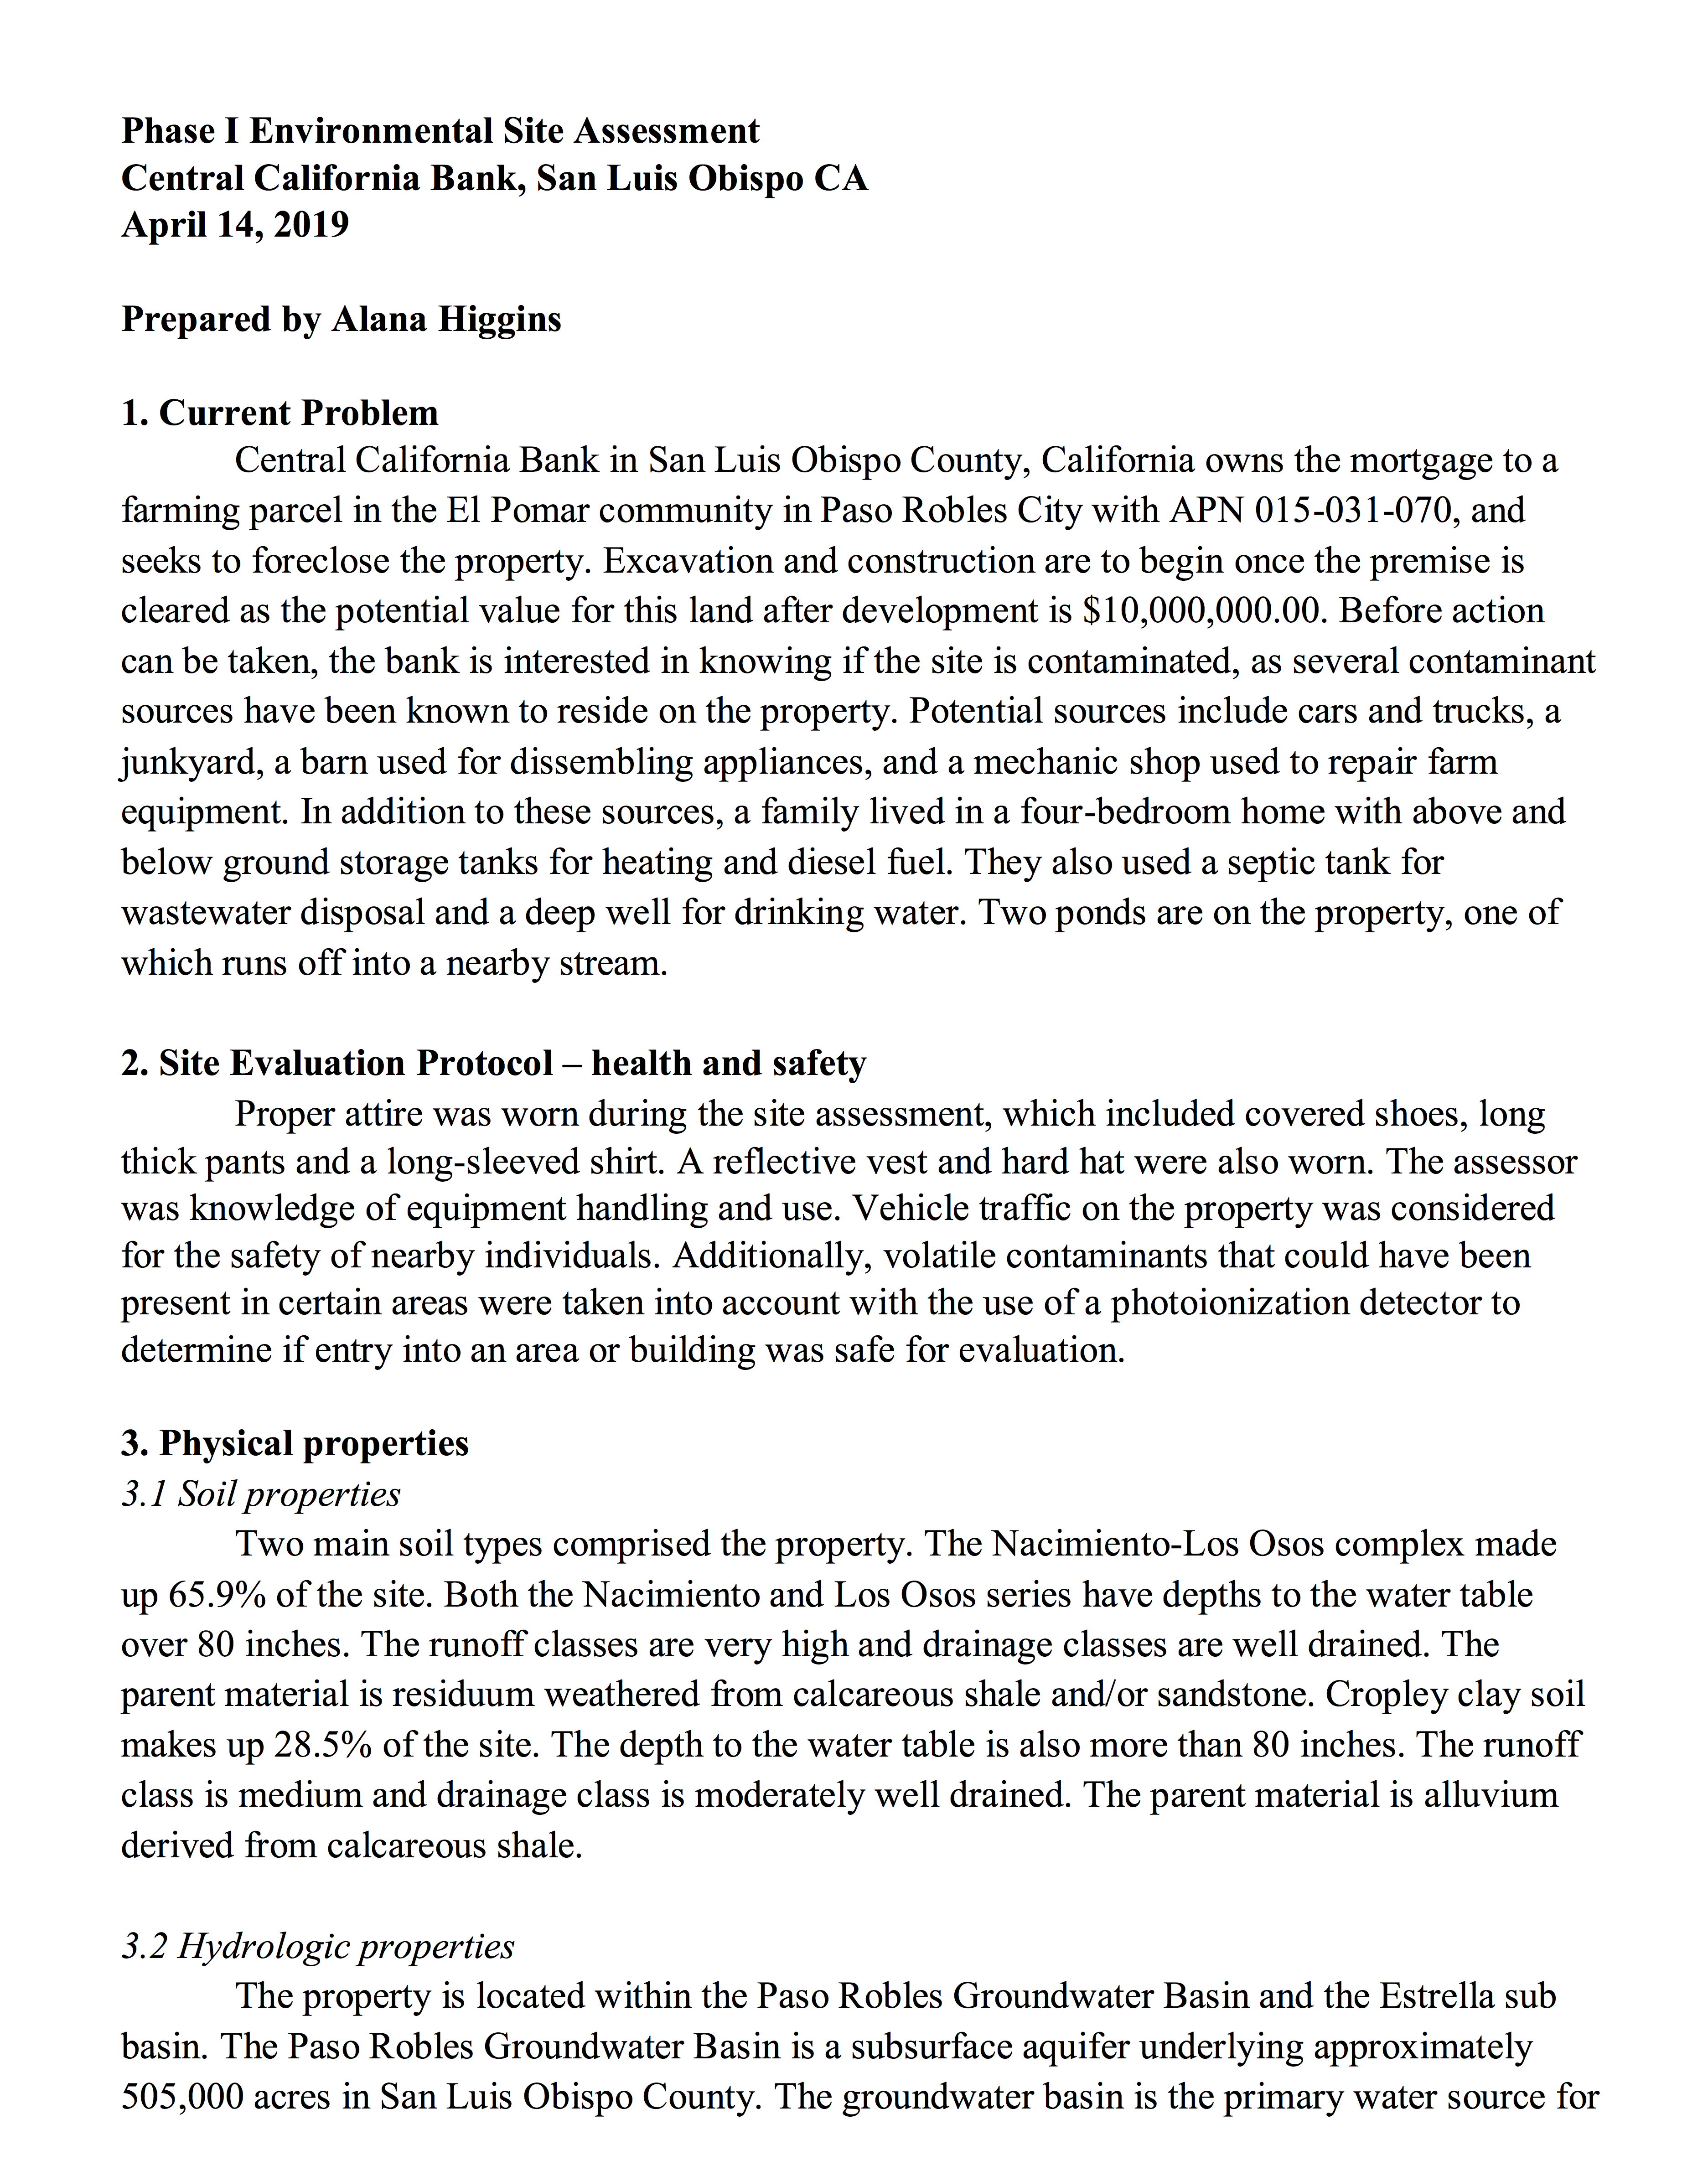 Phase I Environmental Site Assessment
Central California Bank, San Luis Obispo CA
April 14, 2019
Prepared by Alana Higgins
1. Current Problem
Central California Bank in San Luis Obispo County, California owns the mortgage to a
farming parcel in the El Pomar community in Paso Robles City with APN 015-031-070, and
seeks to foreclose the property. Excavation and construction are to begin once the premise is
cleared as the potential value for this land after development is $10,000,000.00. Before action
can be taken, the bank is interested in knowing if the site is contaminated, as several contaminant
sources have been known to reside on the property. Potential sources include cars and trucks, a
junkyard, a barn used for dissembling appliances, and a mechanic shop used to repair farm
equipment. In addition to these sources, a family lived in a four-bedroom home with above and
below ground storage tanks for heating and diesel fuel. They also used a septic tank for
wastewater disposal and a deep well for drinking water. Two ponds are on the property, one of
which runs off into a nearby stream.
2. Site Evaluation Protocol – health and safety
Proper attire was worn during the site assessment, which included covered shoes, long
thick pants and a long-sleeved shirt. A reflective vest and hard hat were also worn. The assessor
was knowledge of equipment handling and use. Vehicle traffic on the property was considered
for the safety of nearby individuals. Additionally, volatile contaminants that could have been
present in certain areas were taken into account with the use of a photoionization detector to
determine if entry into an area or building was safe for evaluation.
3. Physical properties
3.1 Soil properties
Two main soil types comprised the property. The Nacimiento-Los Osos complex made
up 65.9% of the site. Both the Nacimiento and Los Osos series have depths to the water table
over 80 inches. The runoff classes are very high and drainage classes are well drained. The
parent material is residuum weathered from calcareous shale and/or sandstone. Cropley clay soil
makes up 28.5% of the site. The depth to the water table is also more than 80 inches. The runoff
class is medium and drainage class is moderately well drained. The parent material is alluvium
derived from calcareous shale.
3.2 Hydrologic properties
The property is located within the Paso Robles Groundwater Basin and the Estrella sub
basin. The Paso Robles Groundwater Basin is a subsurface aquifer underlying approximately
505,000 acres in San Luis Obispo County. The groundwater basin is the primary water source for